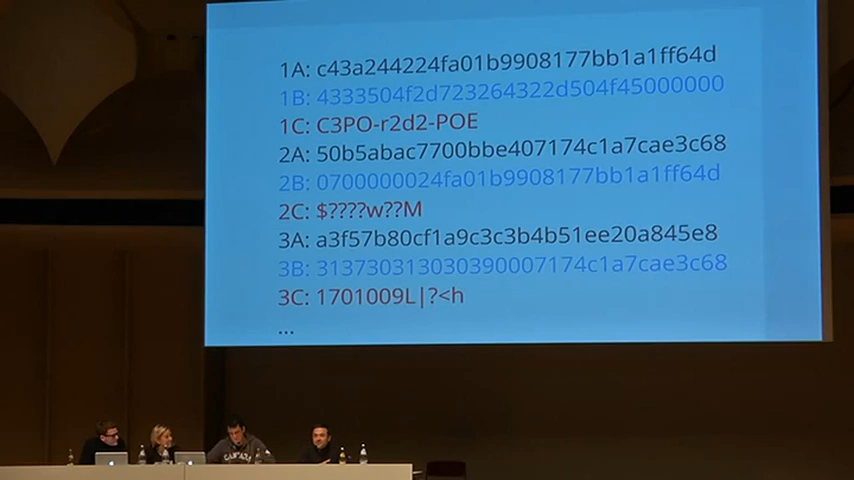 1A: c43a244224fa01b9908177bb1a1ff64d
1B: 4333504f2d723264322d504f45000000
1C: C3PO-r2d2-POE
2A: 50b5abac7700bbe407174c1a7cae3c68
2B: 0700000024fa01b9908177bb1a1ff64d
2C: $????w??M
3A: a3f57b80cf1a9c3c3b4b51ee20a845e8
3B: 313730313030390007174c1a7cae3c68
3C: 1701009L|?<h
...